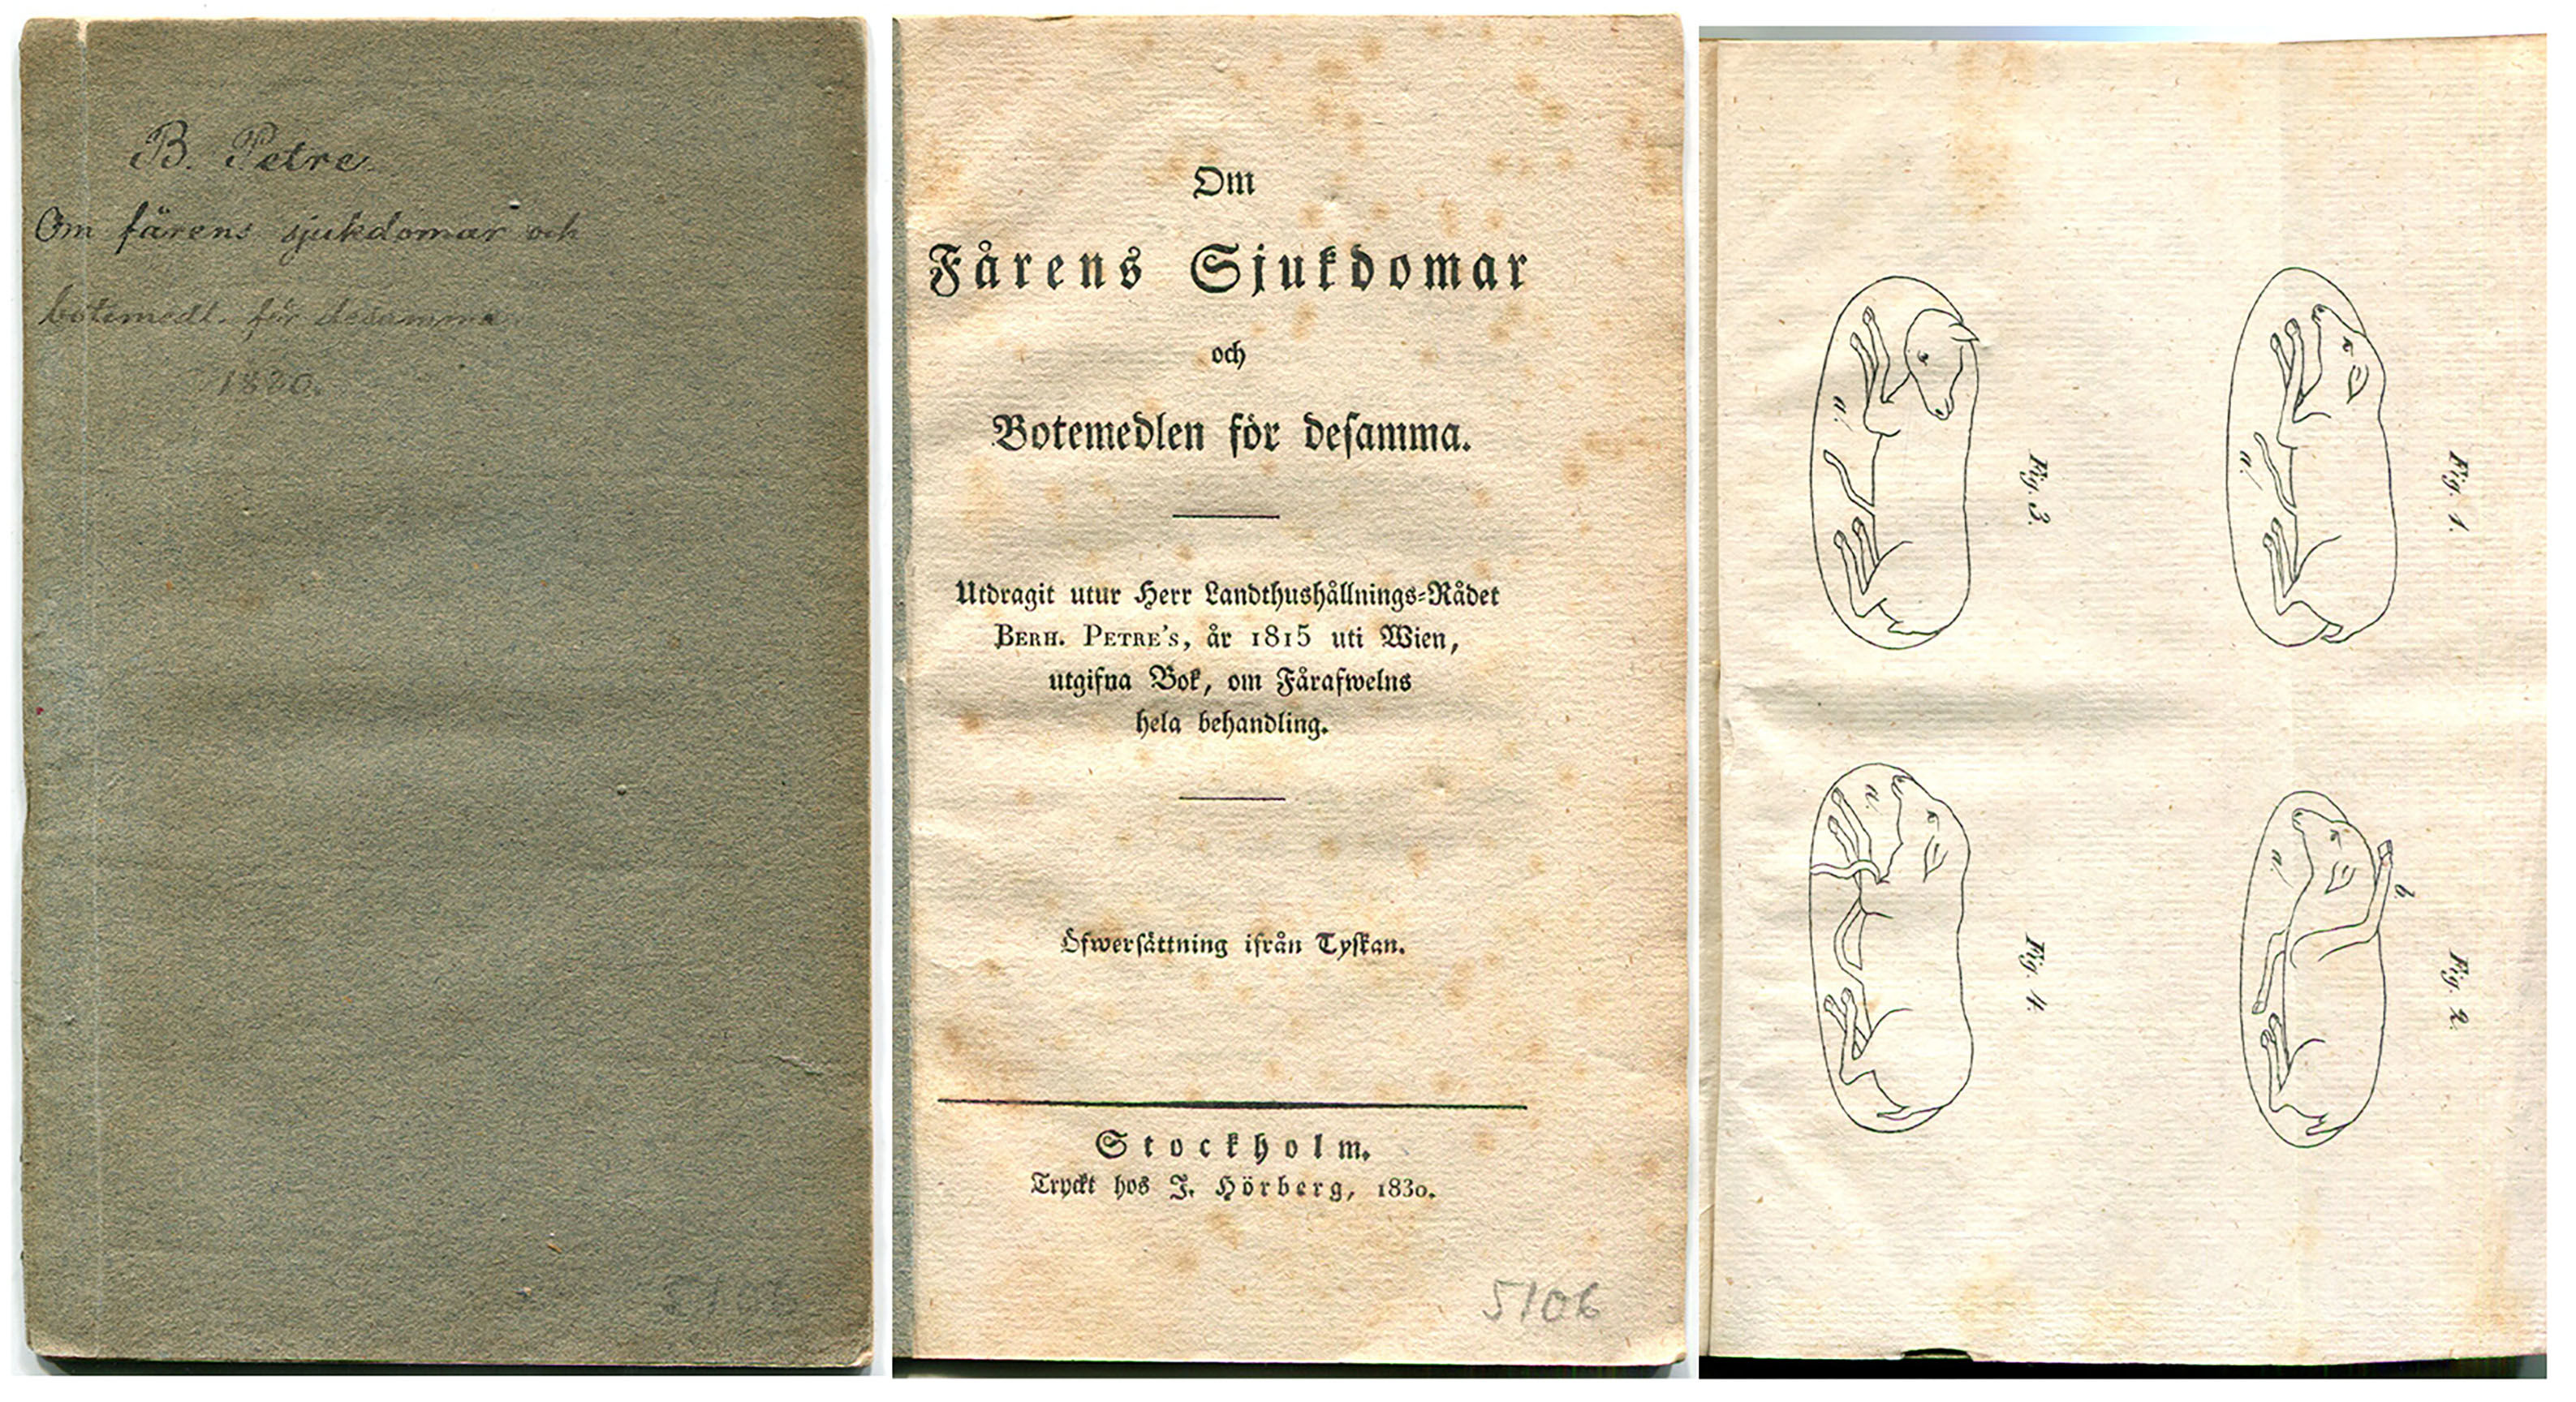 B. Petre.
Om fårens sjukdomar och
botemedl. för desamma
5106
Om
Fårens Sjukdomar
och
Botemedlen för desamma.
Utdragit utur Herr Landthushållnings-Rådet
BERH. PETRE'S, år 1815 uti Wien,
utgifna Bok, om Fårafwelns
hela behandling.
Öfwersättning ifrån Tyskan.
Stockholm.
Tryckt hos J. Hörberg, 1830.
5106
Fig. 1.
a.
Fig. 2.
a.
b.
Fig. 3.
a.
Fig. 4.
a.